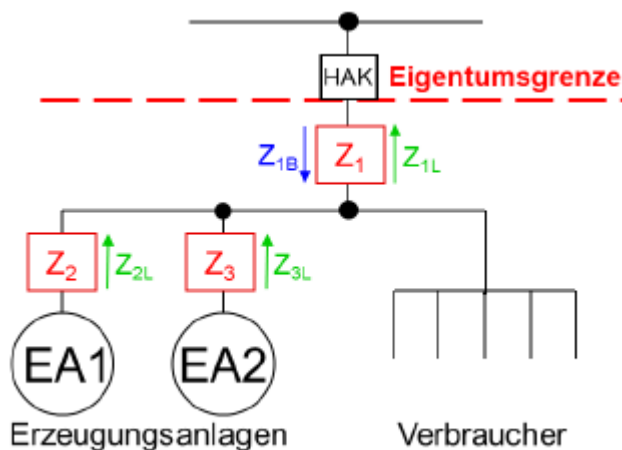 HAK Eigentumsgrenze
Z1B Z1 Z1L
Z2 Z2L Z3 Z3L
EA1 EA2
Erzeugungsanlagen Verbraucher